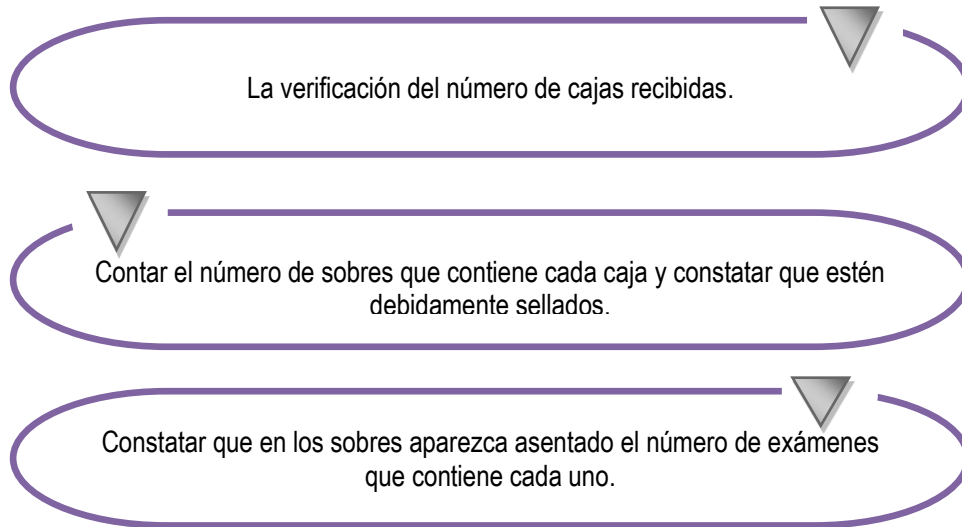 La verificación del número de cajas recibidas.
Contar el número de sobres que contiene cada caja y constatar que estén
debidamente sellados.
Constatar que en los sobres aparezca asentado el número de exámenes
que contiene cada uno.